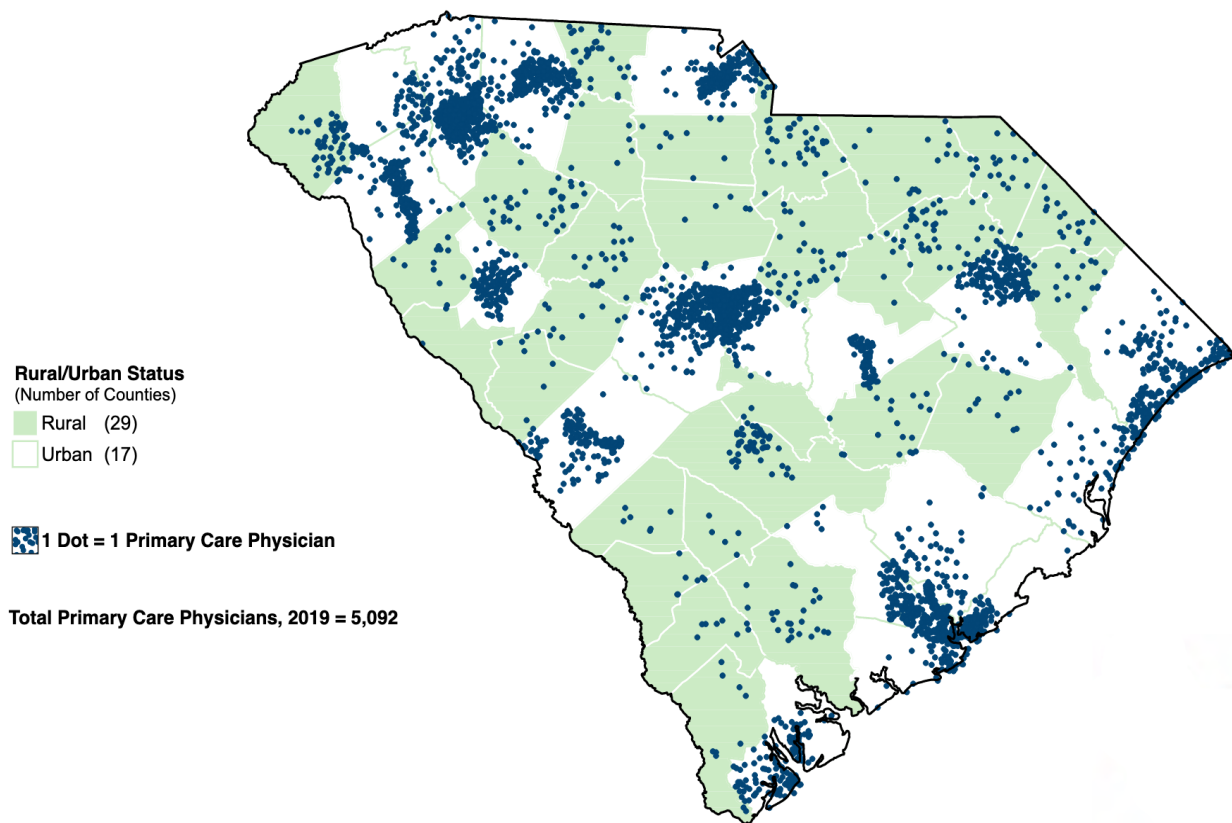 Rural/Urban Status
(Number of Counties)
Rural (29)
Urban (17)
1 Dot = 1 Primary Care Physician
Total Primary Care Physicians, 2019 = 5,092